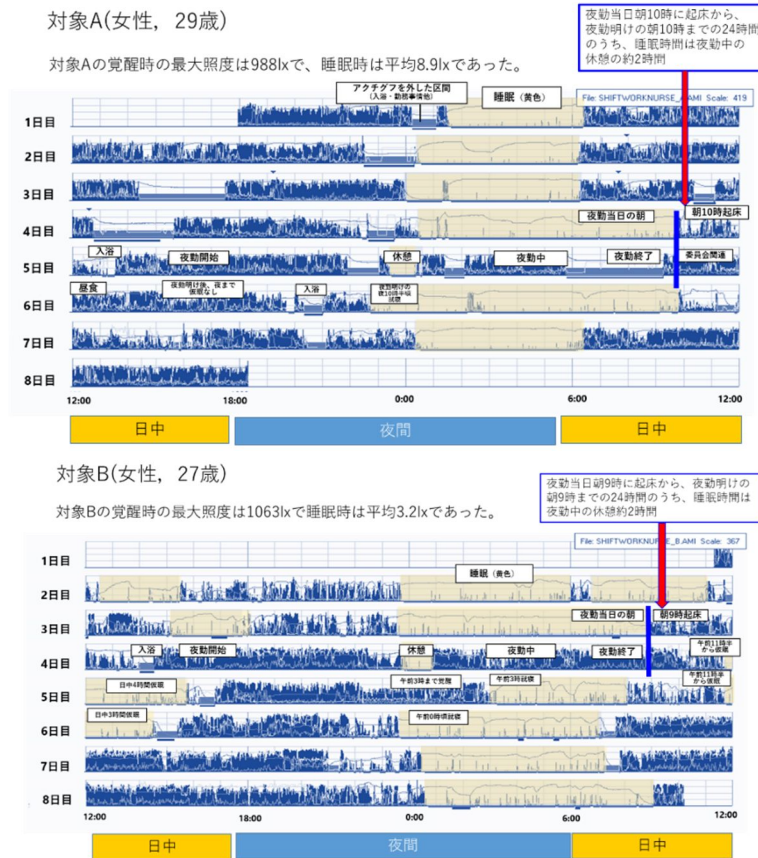 対象A(女性，29歳)
夜勤当日朝10時に起床から、
夜勤明けの朝10時までの24時間
のうち、睡眠時間は夜勤中の
休憩の約2時間
対象Aの覚醒時の最大照度は988lxで、睡眠時は平均8.9lxであった。
アクチグラフを外した区間
(入浴・勤務事情他)
睡眠（黄色）
File: SHIFTWORKNURSE_A.AMI Scale: 419
1日目
2日目
3日目
4日目
夜勤当日の朝
朝10時起床
5日目
入浴
夜勤開始
休憩
夜勤中
夜勤終了
委員会関連
6日目
昼食
夜勤明け後、夜まで
仮眠なし
入浴
夜勤明けの
夜10時半頃
就寝
7日目
8日目
12:00
18:00
0:00
6:00
12:00
日中
夜間
日中
対象B(女性，27歳)
夜勤当日朝9時に起床から、夜勤明けの
朝9時までの24時間のうち、睡眠時間は
夜勤中の休憩約2時間
対象Bの覚醒時の最大照度は1063lxで睡眠時は平均3.2lxであった。
File: SHIFTWORKNURSE_B.AMI Scale: 367
1日目
睡眠（黄色）
2日目
3日目
夜勤当日の朝
朝9時起床
4日目
入浴
夜勤開始
休憩
夜勤中
夜勤終了
午前11時半
から仮眠
5日目
日中4時間仮眠
午前3時まで覚醒
午前3時就寝
午前11時半
から仮眠
6日目
日中3時間仮眠
午前0時頃就寝
7日目
8日目
12:00
18:00
0:00
6:00
12:00
日中
夜間
日中